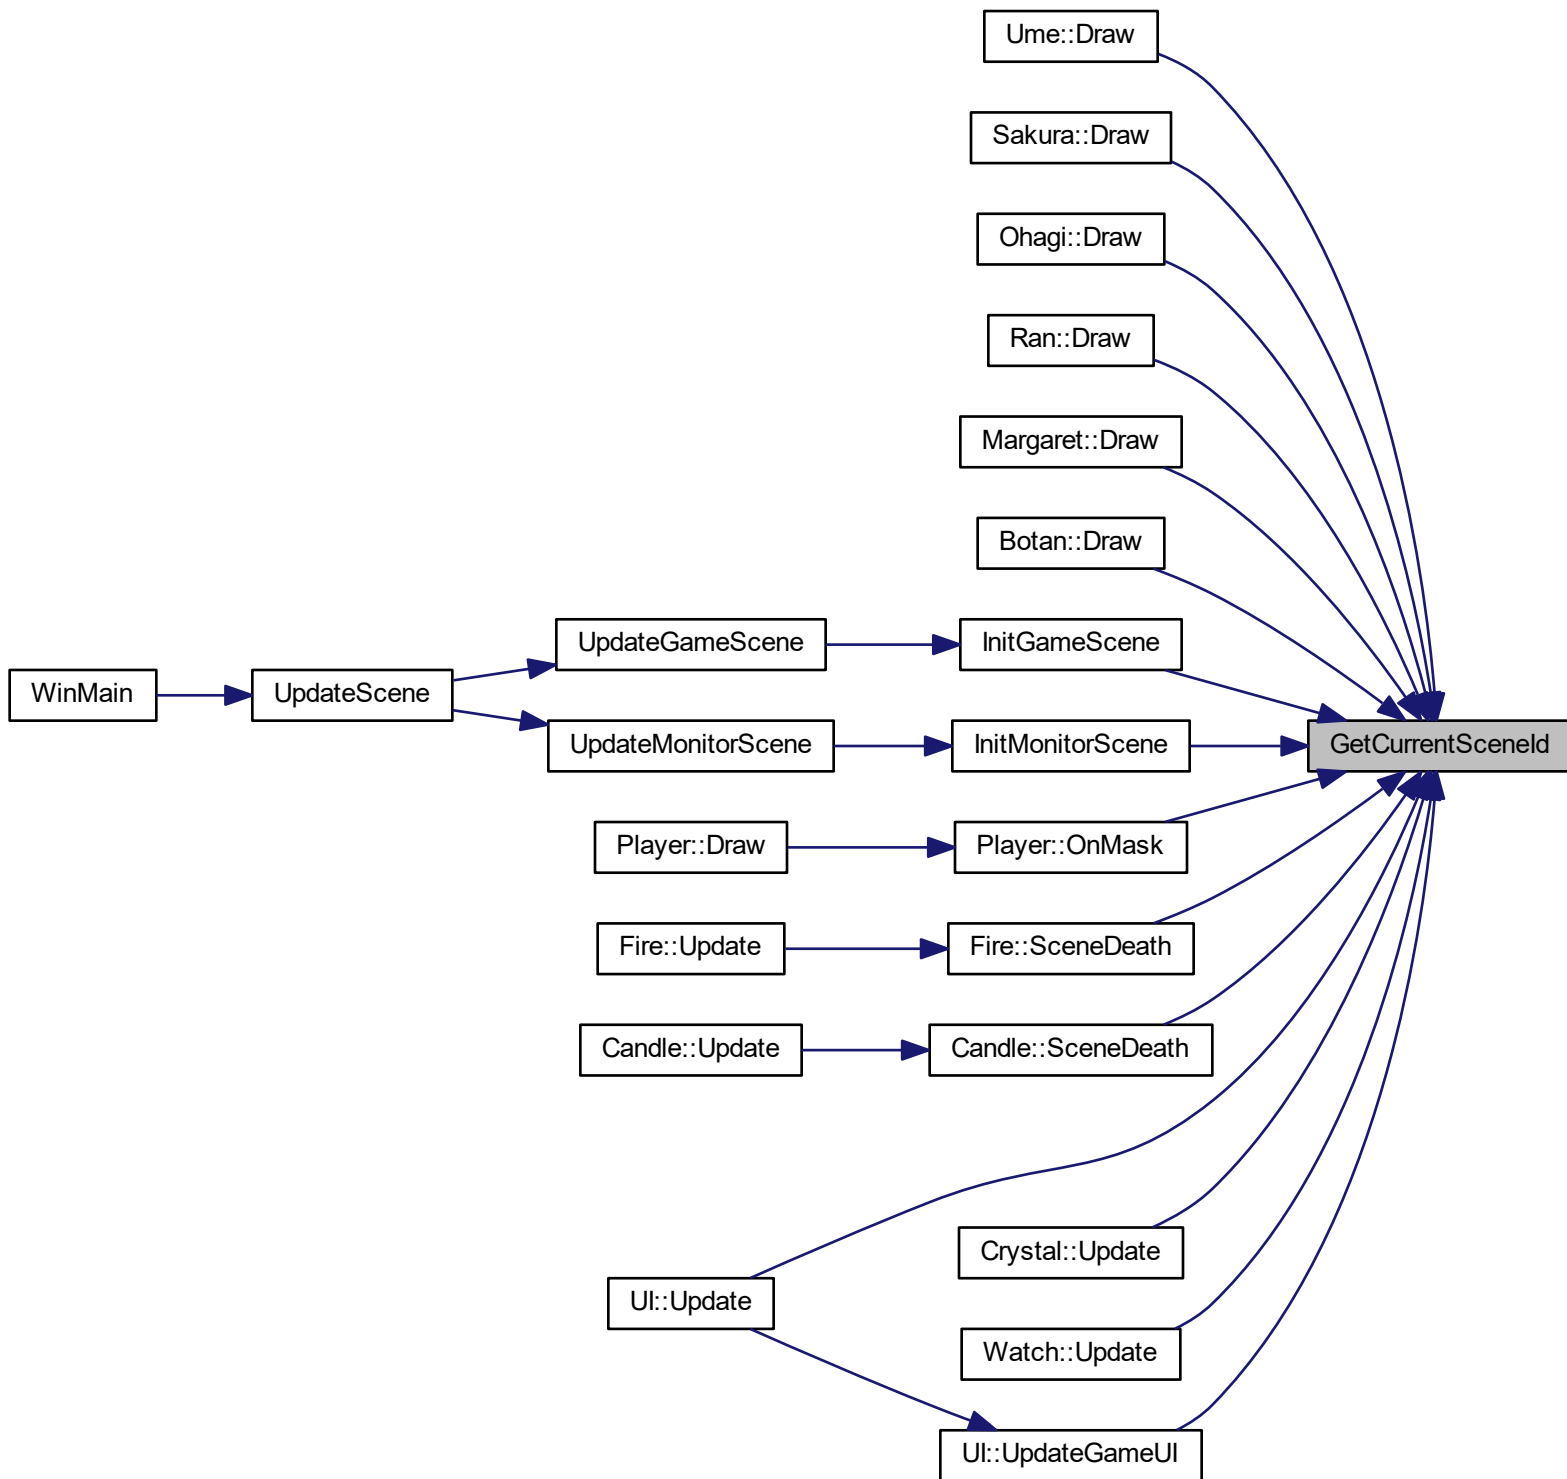 Ume::Draw
Sakura::Draw
Ohagi::Draw
Ran::Draw
Margaret::Draw
Botan::Draw
UpdateGameScene
InitGameScene
WinMain
UpdateScene
UpdateMonitorScene
InitMonitorScene
GetCurrentSceneId
Player::Draw
Player::OnMask
Fire::Update
Fire::SceneDeath
Candle::Update
Candle::SceneDeath
Crystal::Update
UI::Update
Watch::Update
UI::UpdateGameUI